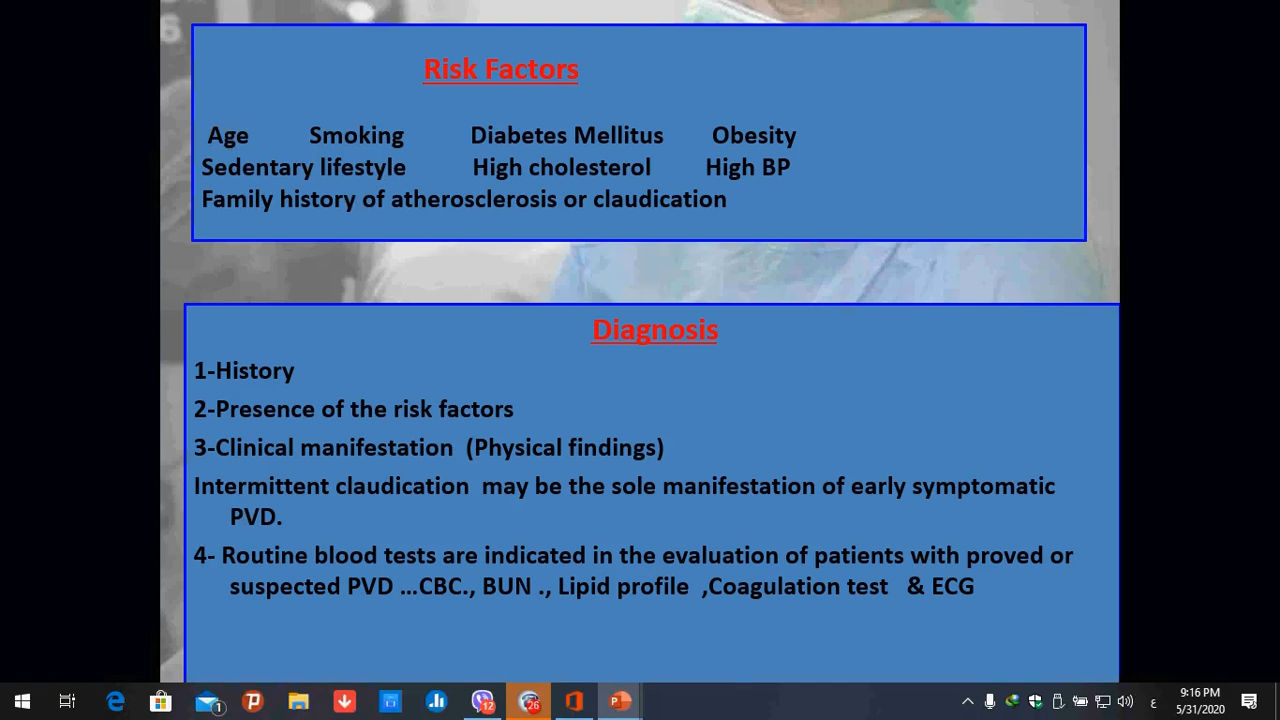 Risk Factors
Age Smoking Diabetes Mellitus Obesity
Sedentary lifestyle High cholesterol High BP
Family history of atherosclerosis or claudication
Diagnosis
1-History
2-Presence of the risk factors
3-Clinical manifestation (Physical findings)
Intermittent claudication may be the sole manifestation of early symptomatic
PVD.
4- Routine blood tests are indicated in the evaluation of patients with proved or
suspected PVD ...CBC., BUN ., Lipid profile ,Coagulation test & ECG
1
12
26
ع
9:16 PM
5/31/2020